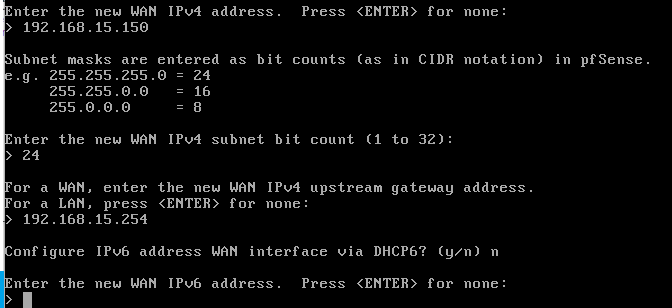 Enter the new WAN IPv4 address.  Press <ENTER> for none:
> 192.168.15.150
Subnet masks are entered as bit counts (as in CIDR notation) in pfSense.
e.g. 255.255.255.0 = 24
     255.255.0.0   = 16
     255.0.0.0     = 8
Enter the new WAN IPv4 subnet bit count (1 to 32):
> 24
For a WAN, enter the new WAN IPv4 upstream gateway address.
For a LAN, press <ENTER> for none:
> 192.168.15.254
Configure IPv6 address WAN interface via DHCP6? (y/n) n
Enter the new WAN IPv6 address.  Press <ENTER> for none:
>